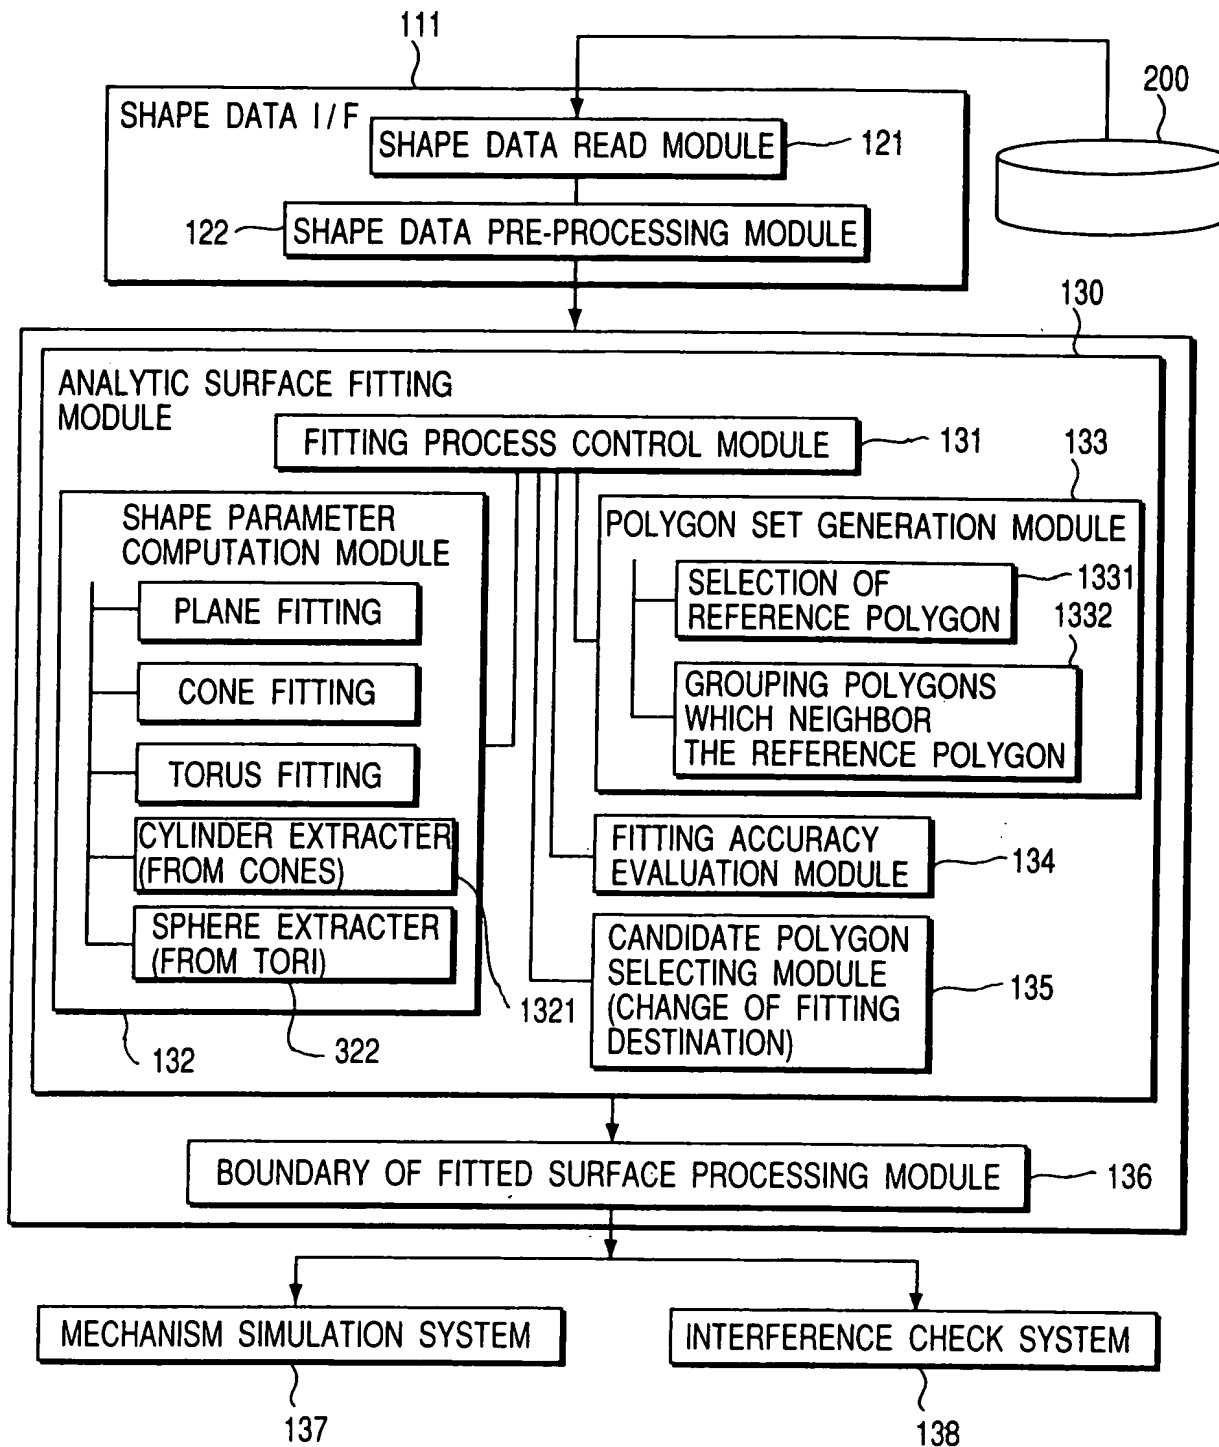 111
200
SHAPE DATA I/F
SHAPE DATA READ MODULE
121
122
SHAPE DATA PRE-PROCESSING MODULE
130
ANALYTIC SURFACE FITTING
MODULE
FITTING PROCESS CONTROL MODULE
131
133
SHAPE PARAMETER
COMPUTATION MODULE
PLANE FITTING
CONE FITTING
TORUS FITTING
CYLINDER EXTRACTER
(FROM CONES)
SPHERE EXTRACTER
(FROM TORI)
132
322
1321
POLYGON SET GENERATION MODULE
SELECTION OF
REFERENCE POLYGON
1331
1332
GROUPING POLYGONS
WHICH NEIGHBOR
THE REFERENCE POLYGON
FITTING ACCURACY
EVALUATION MODULE
134
CANDIDATE POLYGON
SELECTING MODULE
(CHANGE OF FITTING
DESTINATION)
135
BOUNDARY OF FITTED SURFACE PROCESSING MODULE
136
MECHANISM SIMULATION SYSTEM
INTERFERENCE CHECK SYSTEM
137
138